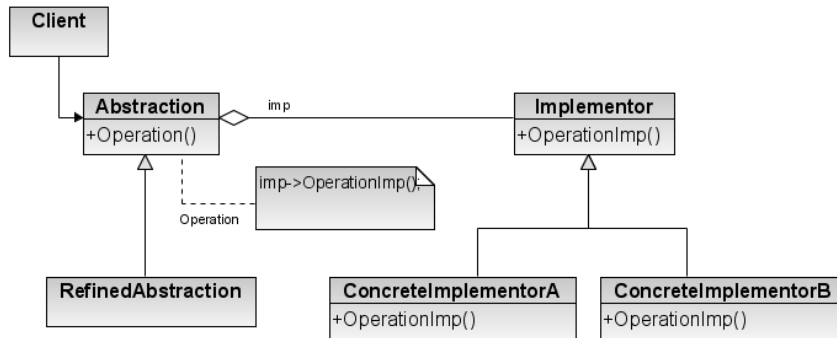 Client
Abstraction
+Operation()
imp
Implementor
+OperationImp()
imp->OperationImp();
Operation
RefinedAbstraction
ConcreteImplementorA
+OperationImp()
ConcreteImplementorB
+OperationImp()